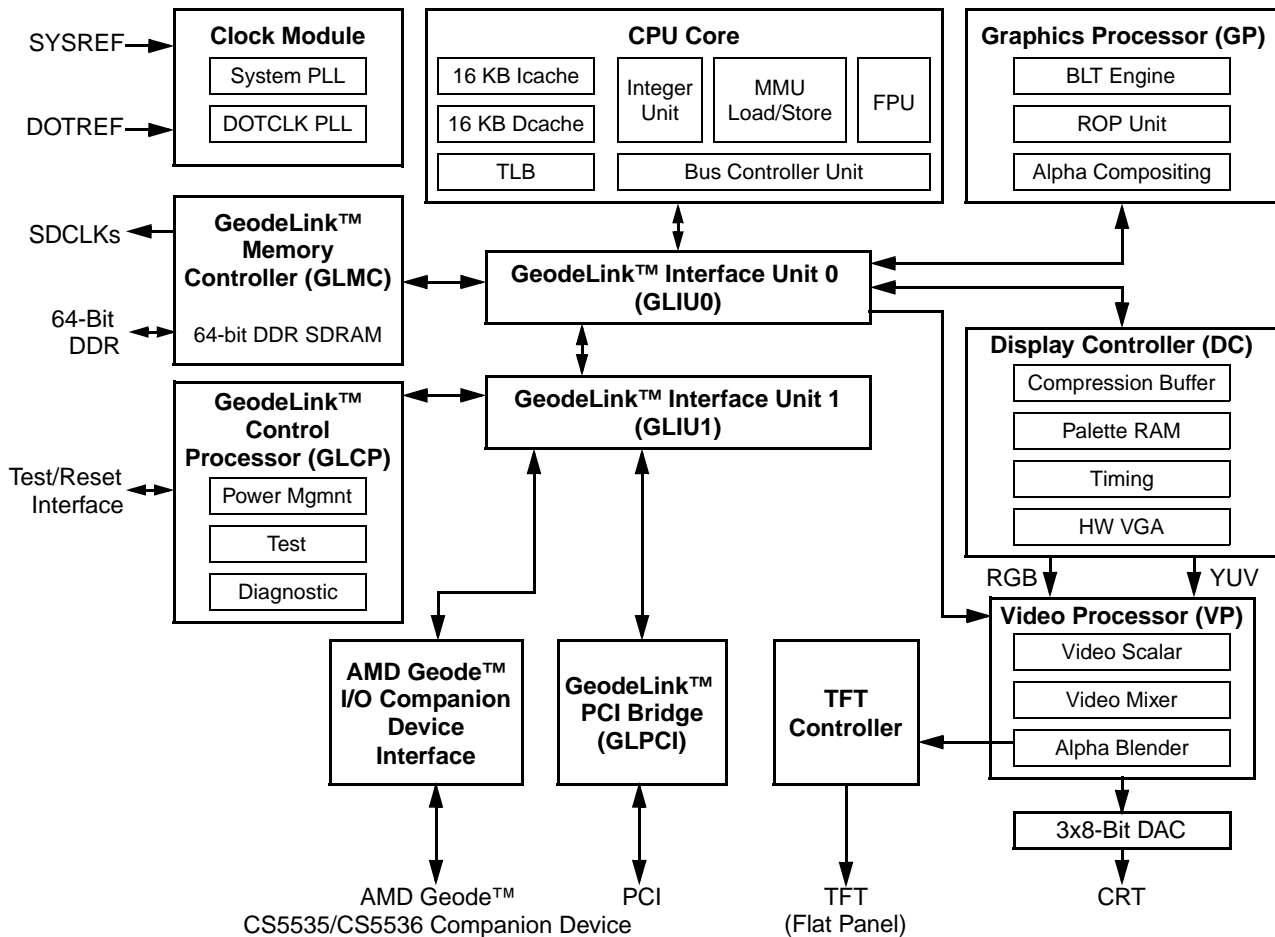 SYSREF
DOTREF
Clock Module
System PLL
DOTCLK PLL
CPU Core
16 KB Icache
16 KB Dcache
TLB
Integer
Unit
MMU
Load/Store
FPU
Bus Controller Unit
Graphics Processor (GP)
BLT Engine
ROP Unit
Alpha Compositing
SDCLKs
64-Bit
DDR
GeodeLink™
Memory
Controller (GLMC)
64-bit DDR SDRAM
GeodeLink™ Interface Unit 0
(GLIU0)
Display Controller (DC)
Compression Buffer
Palette RAM
Timing
HW VGA
Test/Reset
Interface
GeodeLink™
Control
Processor (GLCP)
Power Mgmnt
Test
Diagnostic
GeodeLink™ Interface Unit 1
(GLIU1)
RGB
YUV
Video Processor (VP)
Video Scalar
Video Mixer
Alpha Blender
AMD Geode™
I/O Companion
Device
Interface
GeodeLink™
PCI Bridge
(GLPCI)
TFT
Controller
3x8-Bit DAC
AMD Geode™
CS5535/CS5536 Companion Device
PCI
TFT
(Flat Panel)
CRT